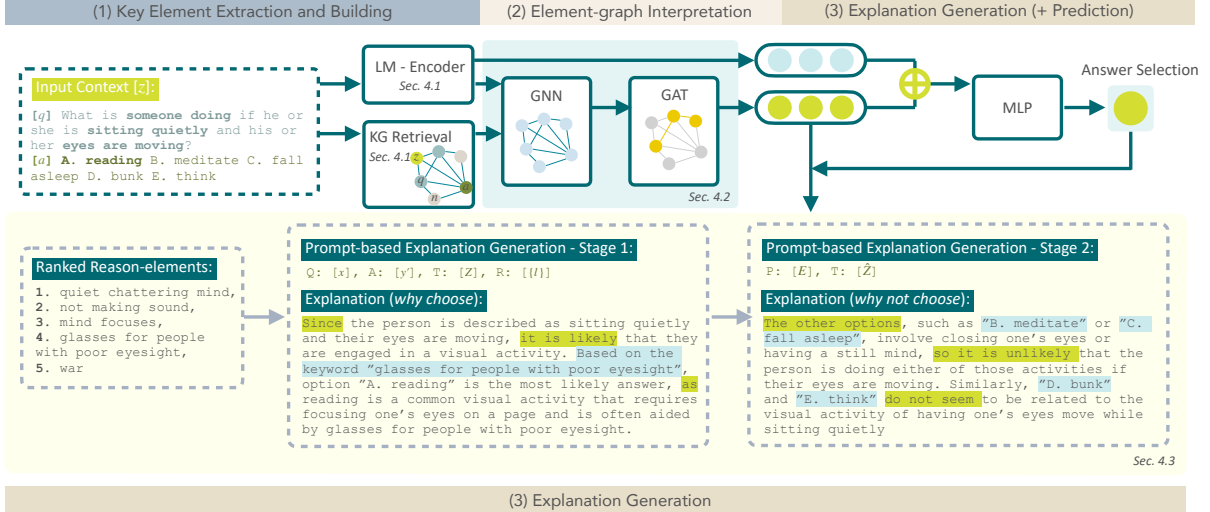 (1) Key Element Extraction and Building
(2) Element-graph Interpretation
(3) Explanation Generation (+ Prediction)
Input Context [z]:
[q] What is someone doing if he or
she is sitting quietly and his or
her eyes are moving?
[a] A. reading B. meditate C. fall
asleep D. bunk E. think
LM - Encoder
Sec. 4.1
KG Retrieval
Sec. 4.1
z
q
a
n
GNN
GAT
Sec. 4.2
MLP
Answer Selection
Ranked Reason-elements:
1. quiet chattering mind,
2. not making sound,
3. mind focuses,
4. glasses for people
with poor eyesight,
5. war
Prompt-based Explanation Generation - Stage 1:
Q: [x], A: [y'], T: [Z], R: [{l}]
Explanation (why choose):
Since the person is described as sitting quietly
and their eyes are moving, it is likely that they
are engaged in a visual activity. Based on the
keyword "glasses for people with poor eyesight",
option "A. reading" is the most likely answer, as
reading is a common visual activity that requires
focusing one's eyes on a page and is often aided
by glasses for people with poor eyesight.
Prompt-based Explanation Generation - Stage 2:
P: [E], T: [Ẑ]
Explanation (why not choose):
The other options, such as "B. meditate" or "C.
fall asleep", involve closing one's eyes or
having a still mind, so it is unlikely that the
person is doing either of those activities if
their eyes are moving. Similarly, "D. bunk"
and "E. think" do not seem to be related to the
visual activity of having one's eyes move while
sitting quietly
Sec. 4.3
(3) Explanation Generation